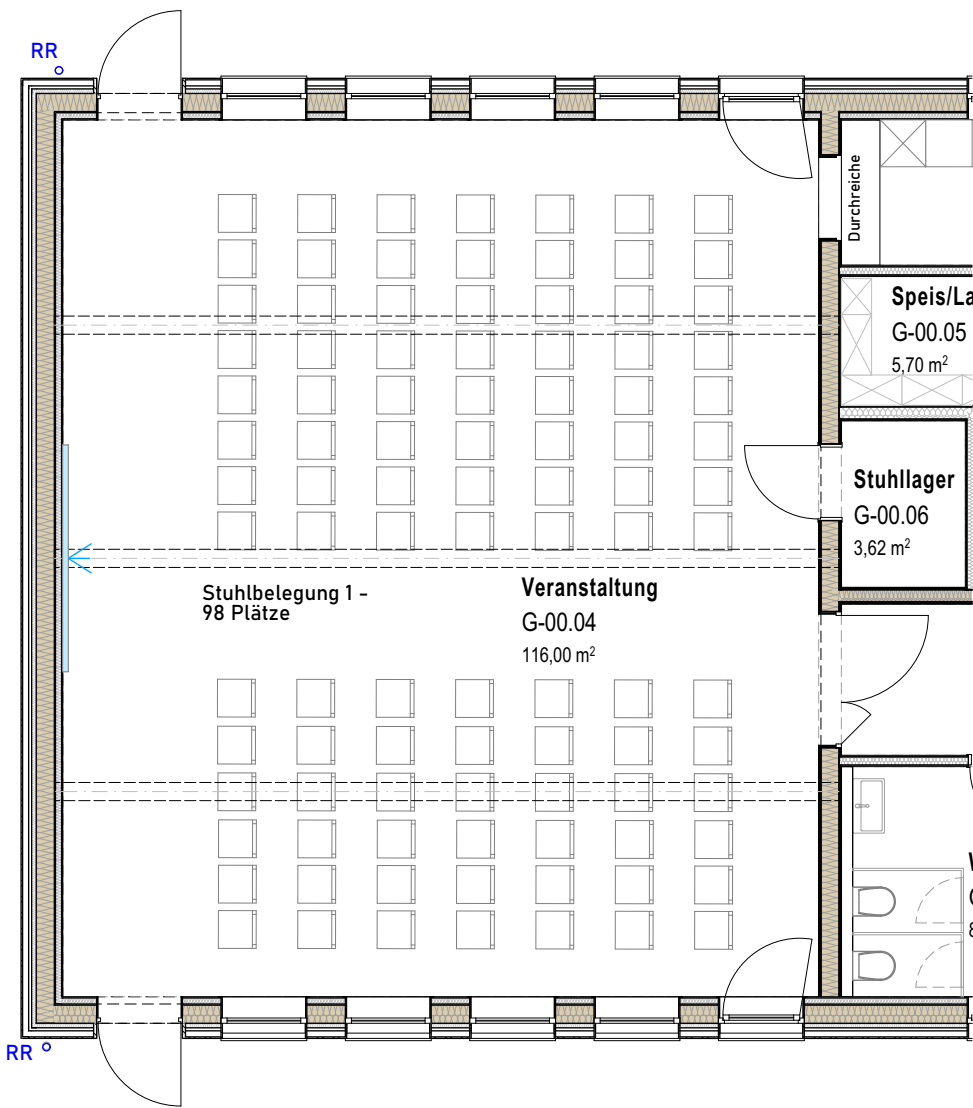 RR
Durchreiche
Speis/La
G-00.05
5,70 m²
Stuhllager
G-00.06
3,62 m²
Stuhlbelegung 1 -
98 Plätze
Veranstaltung
G-00.04
116,00 m²
RR